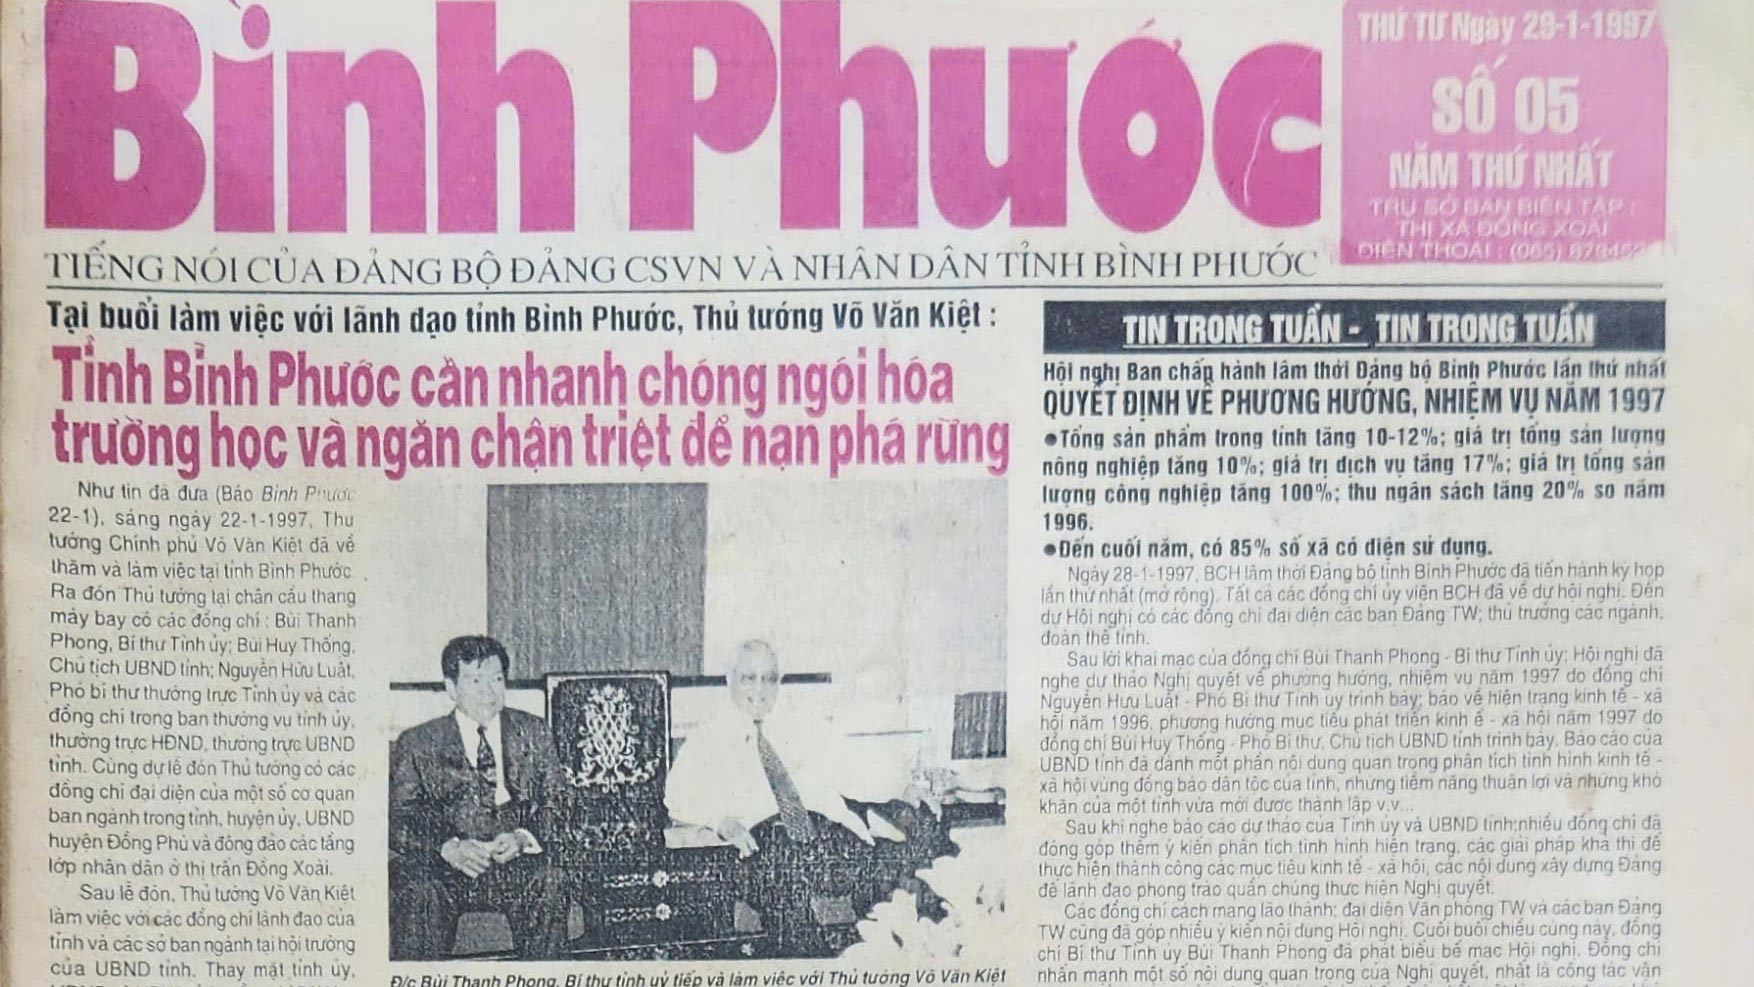 Bình Phước
THỨ TƯ Ngày 29-1-1997
SỐ 05
NĂM THỨ NHẤT
TRỤ SỞ BAN BIÊN TẬP :
THỊ XÃ ĐỒNG XOÀI
ĐIỆN THOẠI : (065)
TIẾNG NÓI CỦA ĐẢNG BỘ ĐẢNG CSVN VÀ NHÂN DÂN TỈNH BÌNH PHƯỚC
Tại buổi làm việc với lãnh đạo tỉnh Bình Phước, Thủ tướng Võ Văn Kiệt :
Tỉnh Bình Phước cần nhanh chóng ngói hóa
trường học và ngăn chận triệt để nạn phá rừng
Như tin đã đưa (Báo Bình Phước
22-1), sáng ngày 22-1-1997, Thủ
tướng Chính phủ Võ Văn Kiệt đã về
thăm và làm việc tại tỉnh Bình Phước.
Ra đón Thủ tướng tại chân cầu thang
máy bay có các đồng chí : Bùi Thanh
Phong, Bí thư Tỉnh ủy; Bùi Huy Thống,
Chủ tịch UBND tỉnh; Nguyễn Hữu Luật,
Phó bí thư thường trực Tỉnh ủy và các
đồng chí trong ban thường vụ tỉnh ủy,
thường trực HĐND, thường trực UBND
tỉnh. Cùng dự lễ đón Thủ tướng có các
đồng chí đại diện của một số cơ quan
ban ngành trong tỉnh, huyện ủy, UBND
huyện Đồng Phú và đông đảo các tầng
lớp nhân dân ở thị trấn Đồng Xoài.
Sau lễ đón, Thủ tướng Võ Văn Kiệt
làm việc với các đồng chí lãnh đạo của
tỉnh và các sở ban ngành tại hội trường
của UBND tỉnh. Thay mặt tỉnh ủy,
Đ/c Bùi Thanh Phong, Bí thư tỉnh uỷ tiếp và làm việc với Thủ tướng Võ Văn Kiệt
TIN TRONG TUẦN - TIN TRONG TUẦN
Hội nghị Ban chấp hành lâm thời Đảng bộ Bình Phước lần thứ nhất
QUYẾT ĐỊNH VỀ PHƯƠNG HƯỚNG, NHIỆM VỤ NĂM 1997
●Tổng sản phẩm trong tỉnh tăng 10-12%; giá trị tổng sản lượng
nông nghiệp tăng 10%; giá trị dịch vụ tăng 17%; giá trị tổng sản
lượng công nghiệp tăng 100%; thu ngân sách tăng 20% so năm
1996.
●Đến cuối năm, có 85% số xã có điện sử dụng.
Ngày 28-1-1997, BCH lâm thời Đảng bộ tỉnh Bình Phước đã tiến hành kỳ họp
lần thứ nhất (mở rộng). Tất cả các đồng chí ủy viện BCH đã về dự hội nghị. Đến
dự Hội nghị có các đồng chí đại diện các ban Đảng TW; thủ trưởng các ngành,
đoàn thể tỉnh.
Sau lời khai mạc của đồng chí Bùi Thanh Phong - Bí thư Tỉnh ủy; Hội nghị đã
nghe dự thảo Nghị quyết về phương hướng, nhiệm vụ năm 1997 do đồng chí
Nguyễn Hưu Luật - Phó Bí thư Tỉnh ủy trình bày; báo về hiện trạng kinh tế - xã
hội năm 1996, phương hướng mục tiêu phát triển kinh ế - xã hội năm 1997 do
đồng chí Bùi Huy Thống - Phó Bí thư, Chủ tịch UBND tỉnh trình bày. Báo cáo của
UBND tỉnh đã dành một phần nội dung quan trọng phân tích tình hình kinh tế -
xã hội vùng đồng bào dân tộc của tỉnh, những tiềm năng thuận lợi và những khó
khăn của một tỉnh vừa mới được thành lập v.v...
Sau khi nghe báo cáo dự thảo của Tỉnh ủy và UBND tỉnh;nhiều đồng chí đã
đóng góp thêm ý kiến phân tích tình hình hiện trạng, các giải pháp khả thi để
thực hiện thành công các mục tiêu kinh tế - xã hội, các nội dung xây dựng Đảng
để lãnh đạo phong trào quần chúng thực hiện Nghị quyết.
Các đồng chí cách mạng lão thành; đại diện Văn phòng TW và các ban Đảng
TW cũng đã góp nhiều ý kiến nội dung Hội nghị. Cuối buổi chiều cùng này, đồng
chí Bí thư Tỉnh ủy Bùi Thanh Phong đã phát biểu bế mạc Hội nghị. Đồng chí
nhấn mạnh một số nội dung quan trọng của Nghị quyết, nhất là công tác vận